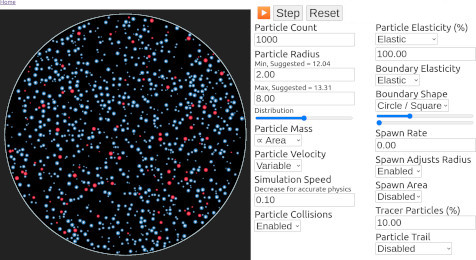 Home
Step Reset
Particle Count
1000
Particle Radius
Min, Suggested = 12.04
2.00
Max, Suggested = 13.31
8.00
Distribution
Particle Mass
∝ Area
Particle Velocity
Variable
Simulation Speed
Decrease for accurate physics
0.10
Particle Collisions
Enabled
Particle Elasticity (%)
Elastic
100.00
Boundary Elasticity
Elastic
Boundary Shape
Circle / Square
Spawn Rate
0.00
Spawn Adjusts Radius
Enabled
Spawn Area
Disabled
Tracer Particles (%)
10.00
Particle Trail
Disabled